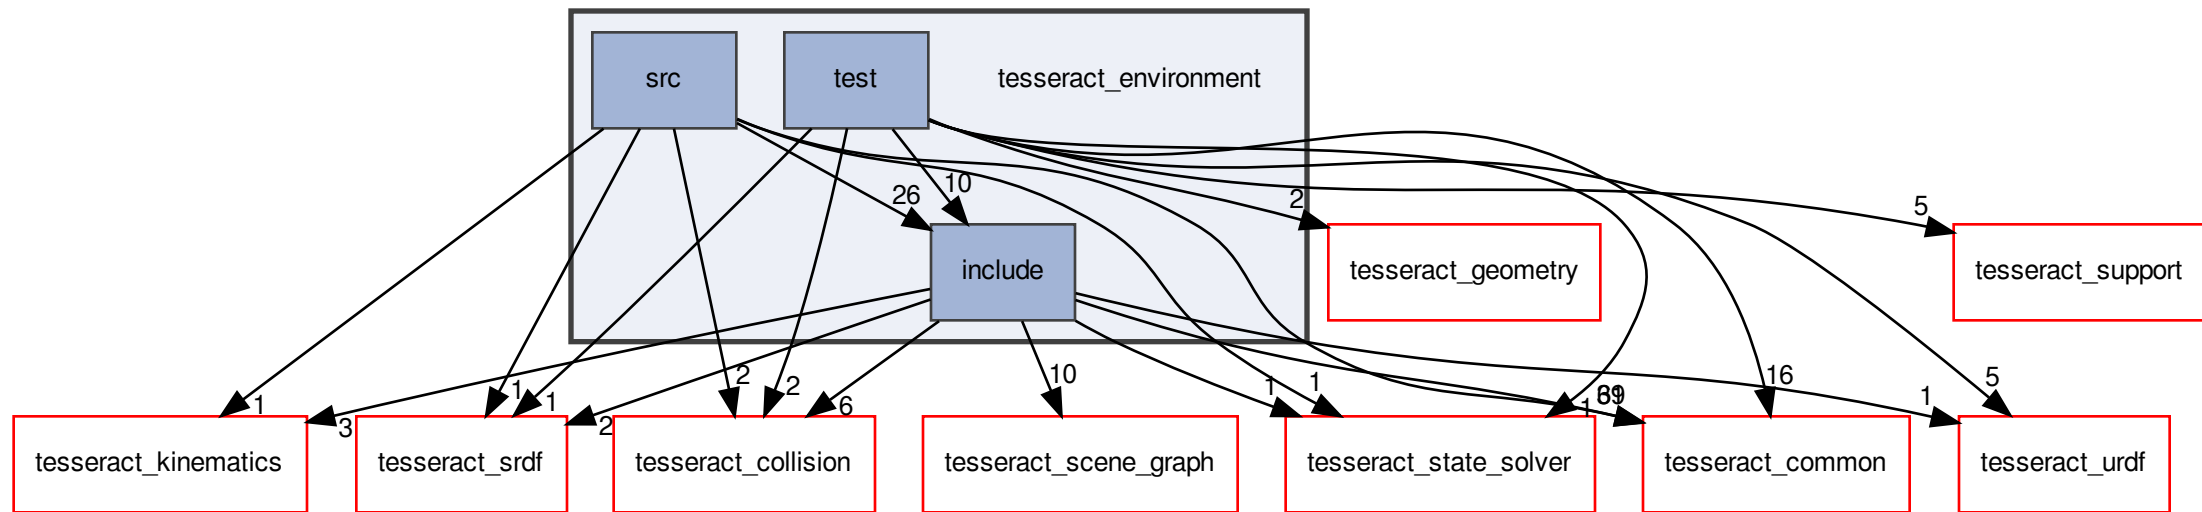 src
test
tesseract_environment
26
10
2
5
include
tesseract_geometry
tesseract_support
1
3
1
1
2
2
2
6
10
1
1
1
16
1
5
tesseract_kinematics
tesseract_srdf
tesseract_collision
tesseract_scene_graph
tesseract_state_solver
tesseract_common
tesseract_urdf